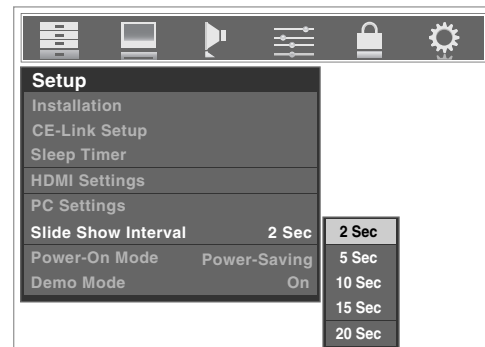 Setup
Installation
CE-Link Setup
Sleep Timer
HDMI Settings
PC Settings
Slide Show Interval 2 Sec
Power-On Mode Power-Saving
Demo Mode On
2 Sec
5 Sec
10 Sec
15 Sec
20 Sec